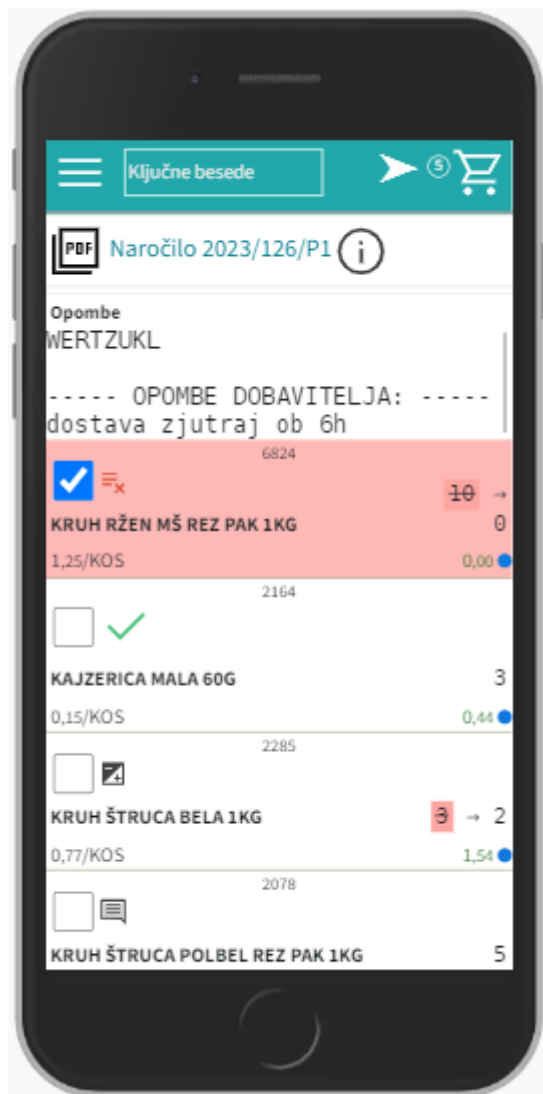 Ključne besede
5
PDF
Naročilo 2023/126/P1
i
Opombe
WERTZUKL
----- OPOMBE DOBAVITELJA: -----
dostava zjutraj ob 6h
6824
10 →
KRUH RŽEN MŠ REZ PAK 1KG 0
1,25/KOS 0,00
2164
KAJZERICA MALA 60G 3
0,15/KOS 0,44
2285
KRUH ŠTRUCA BELA 1KG 3 → 2
0,77/KOS 1,54
2078
KRUH ŠTRUCA POLBEL REZ PAK 1KG 5